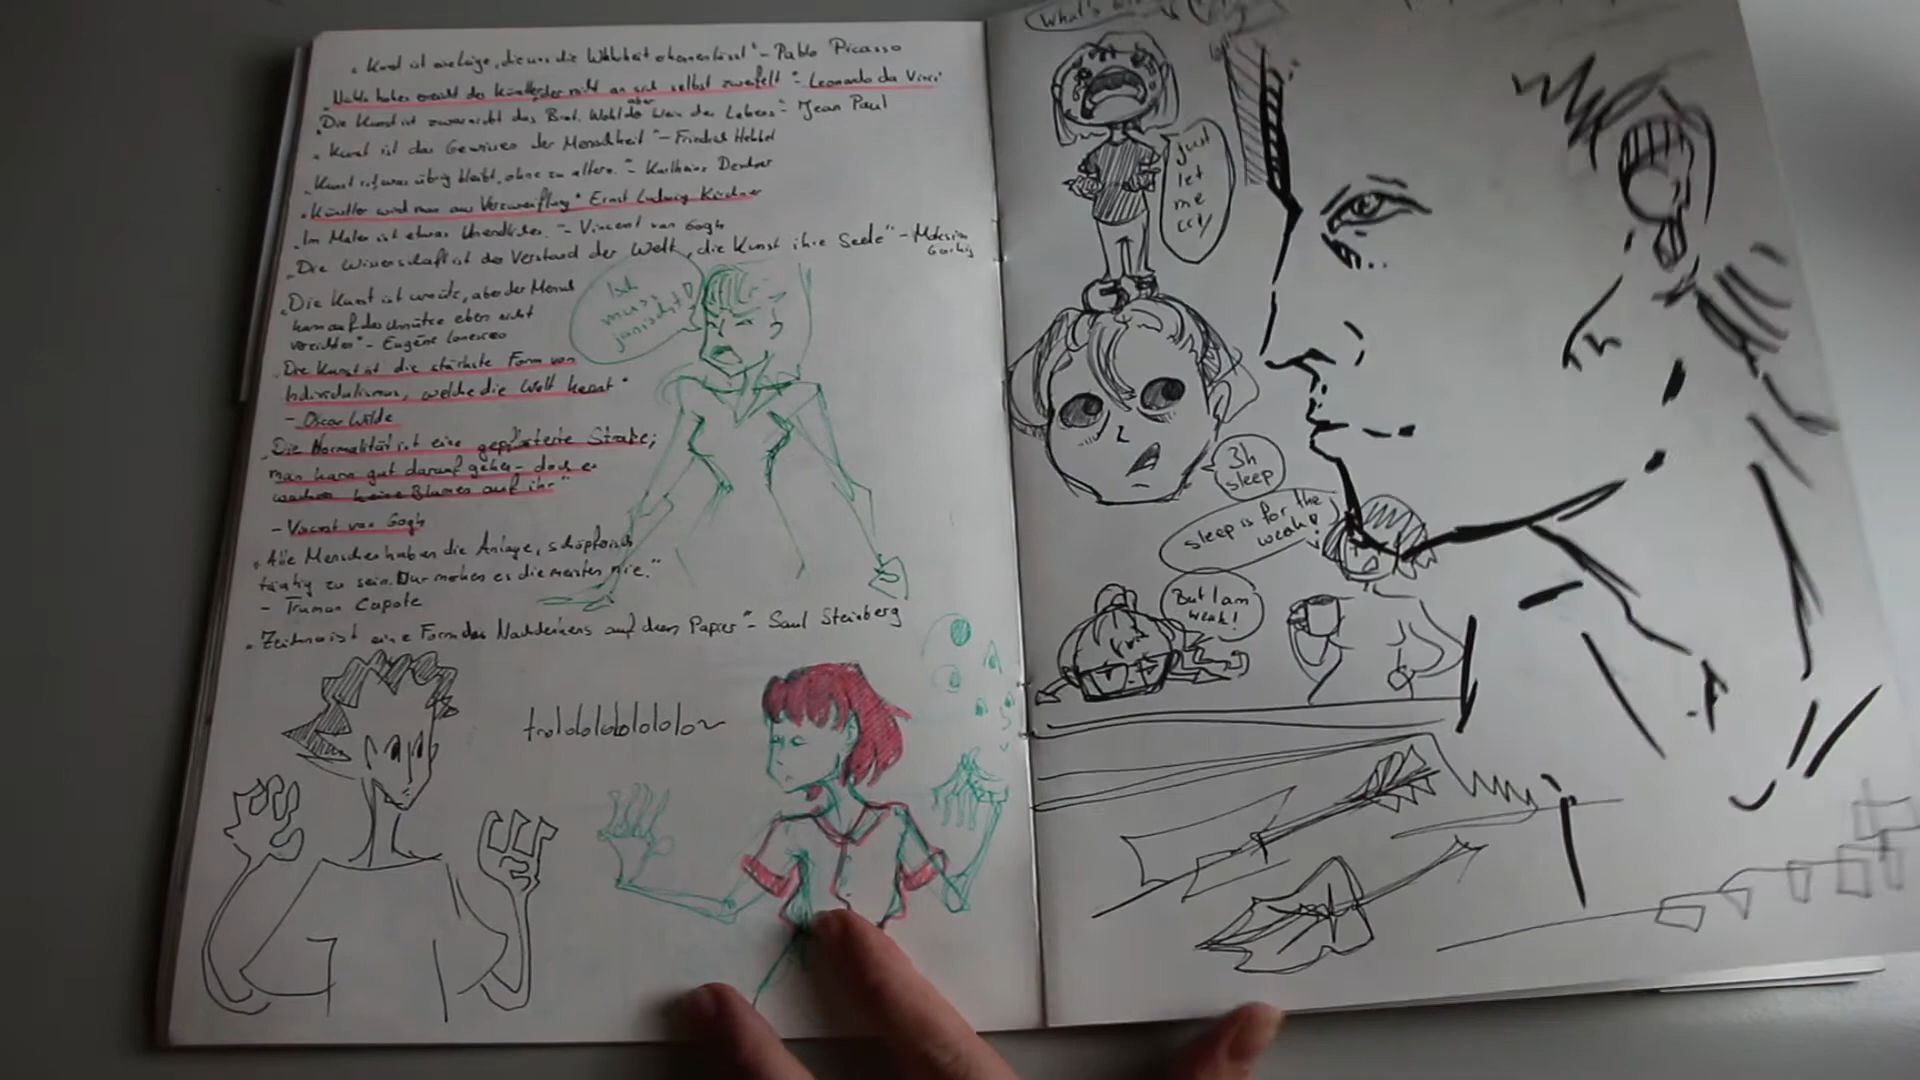 „Kunst ist eine Lüge, die uns die Wahrheit erkennen lässt" – Pablo Picasso
„Nichts hohes erreicht der Künstler, der nicht an sich selbst zweifelt" – Leonardo da Vinci
„Die Kunst ist zwar nicht das Brot. Wohl aber der Wein des Lebens" – Jean Paul
„Kunst ist das Gewissen der Menschheit" – Friedrich Hebbel
„Kunst ist, was übrig bleibt, ohne zu altern." –
„Künstler wird man aus Verzweiflung" Ernst Ludwig Kirchner
„Im Malen ist etwas Unendliches." – Vincent van Gogh
„Die Wissenschaft ist der Verstand der Welt, die Kunst ihre Seele" – Maksim
Gorkij
„Die Kunst ist unnütz, aber der Mensch
kann auf das Unnütze eben nicht
verzichten" – Eugène Ionesco
„Die Kunst ist die stärkste Form von
Individualismus, welche die Welt kennt"
– Oscar Wilde
„Die Normalität ist eine gepflasterte Straße;
man kann gut darauf gehen – doch es
wachsen keine Blumen auf ihr"
– Vincent van Gogh
„Alle Menschen haben die Anlage, schöpferisch
tätig zu sein. Nur merken es die meisten nie."
– Truman Capote
„Zeichnen ist eine Form des Nachdenkens auf dem Papier" – Saul Steinberg
Ich
muss
trolololololololo~
What's
just
let
me
cry
3h
sleep
sleep is for the
weak!
But I am
weak!